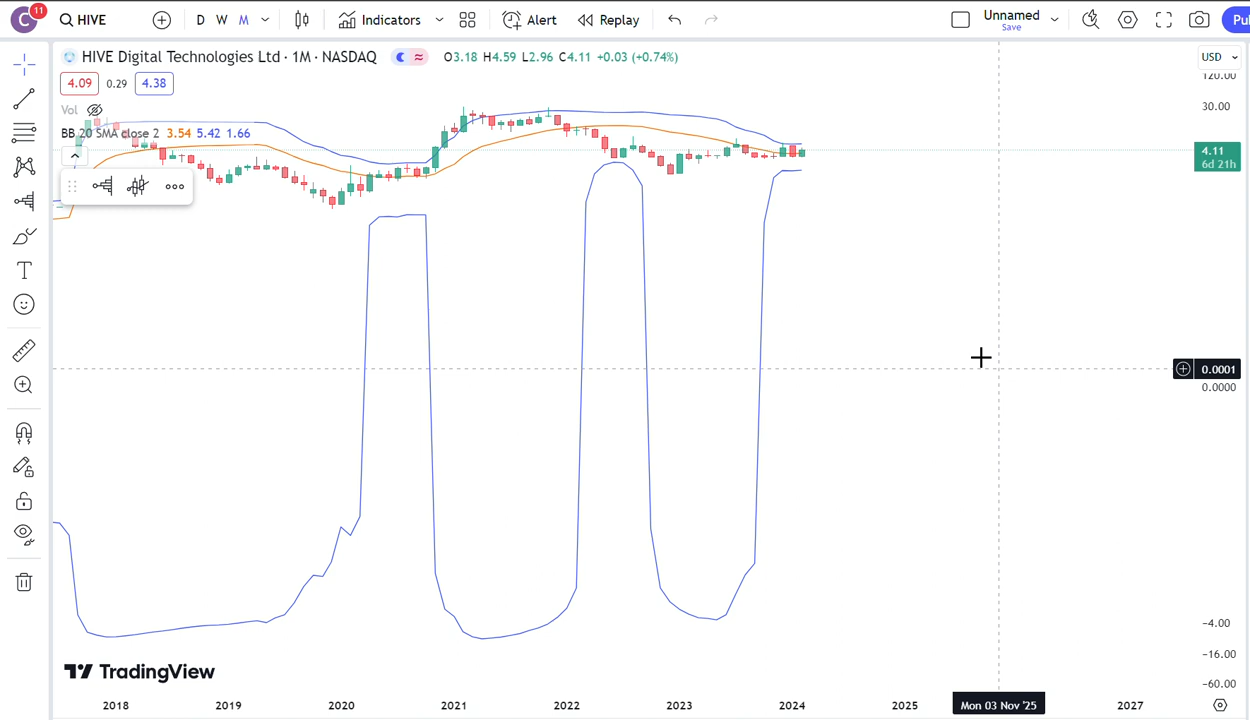 C 11 HIVE D W M Indicators Alert Replay Unnamed Save
HIVE Digital Technologies Ltd · 1M · NASDAQ O3.18 H4.59 L2.96 C4.11 +0.03 (+0.74%) USD
4.09 0.29 4.38
120.00
Vol
30.00
BB 20 SMA close 2 3.54 5.42 1.66
4.11
6d 21h
0.0001
0.0000
−4.00
−16.00
−60.00
TradingView
2018 2019 2020 2021 2022 2023 2024 2025 Mon 03 Nov '25 2027